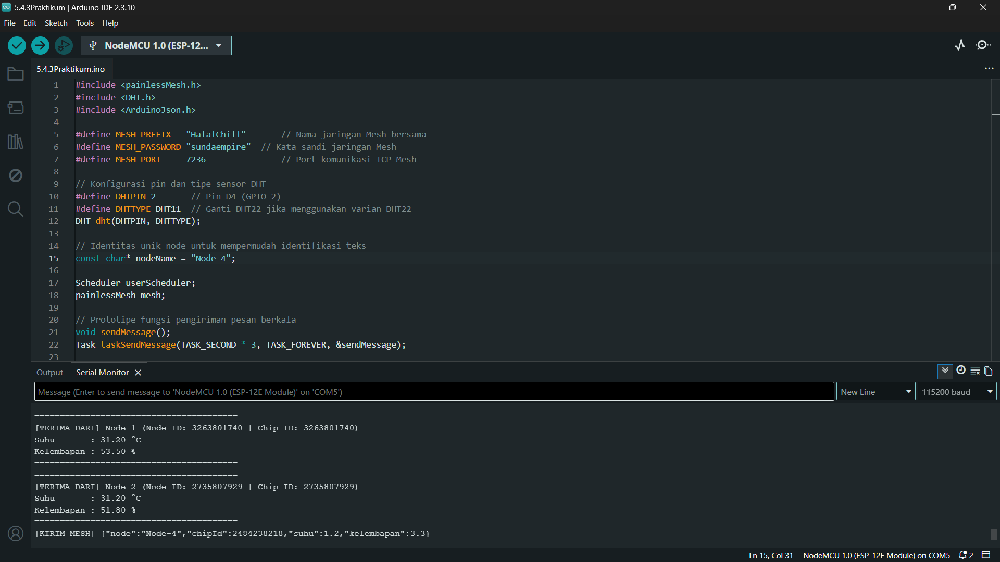 5.4.3Praktikum | Arduino IDE 2.3.10
File Edit Sketch Tools Help
NodeMCU 1.0 (ESP-12...
5.4.3Praktikum.ino
1 #include <painlessMesh.h>
2 #include <DHT.h>
3 #include <ArduinoJson.h>
4
5 #define MESH_PREFIX   "HalalChill"       // Nama jaringan Mesh bersama
6 #define MESH_PASSWORD "sundaempire"  // Kata sandi jaringan Mesh
7 #define MESH_PORT     7236               // Port komunikasi TCP Mesh
8
9 // Konfigurasi pin dan tipe sensor DHT
10 #define DHTPIN 2       // Pin D4 (GPIO 2)
11 #define DHTTYPE DHT11  // Ganti DHT22 jika menggunakan varian DHT22
12 DHT dht(DHTPIN, DHTTYPE);
13
14 // Identitas unik node untuk mempermudah identifikasi teks
15 const char* nodeName = "Node-4";
16
17 Scheduler userScheduler;
18 painlessMesh mesh;
19
20 // Prototipe fungsi pengiriman pesan berkala
21 void sendMessage();
22 Task taskSendMessage(TASK_SECOND * 3, TASK_FOREVER, &sendMessage);
23
Output Serial Monitor
Message (Enter to send message to 'NodeMCU 1.0 (ESP-12E Module)' on 'COM5') New Line 115200 baud
========================================
[TERIMA DARI] Node-1 (Node ID: 3263801740 | Chip ID: 3263801740)
Suhu       : 31.20 °C
Kelembapan : 53.50 %
========================================
========================================
[TERIMA DARI] Node-2 (Node ID: 2735807929 | Chip ID: 2735807929)
Suhu       : 31.20 °C
Kelembapan : 51.80 %
========================================
[KIRIM MESH] {"node":"Node-4","chipId":2484238218,"suhu":1.2,"kelembapan":3.3}
Ln 15, Col 31 NodeMCU 1.0 (ESP-12E Module) on COM5 2